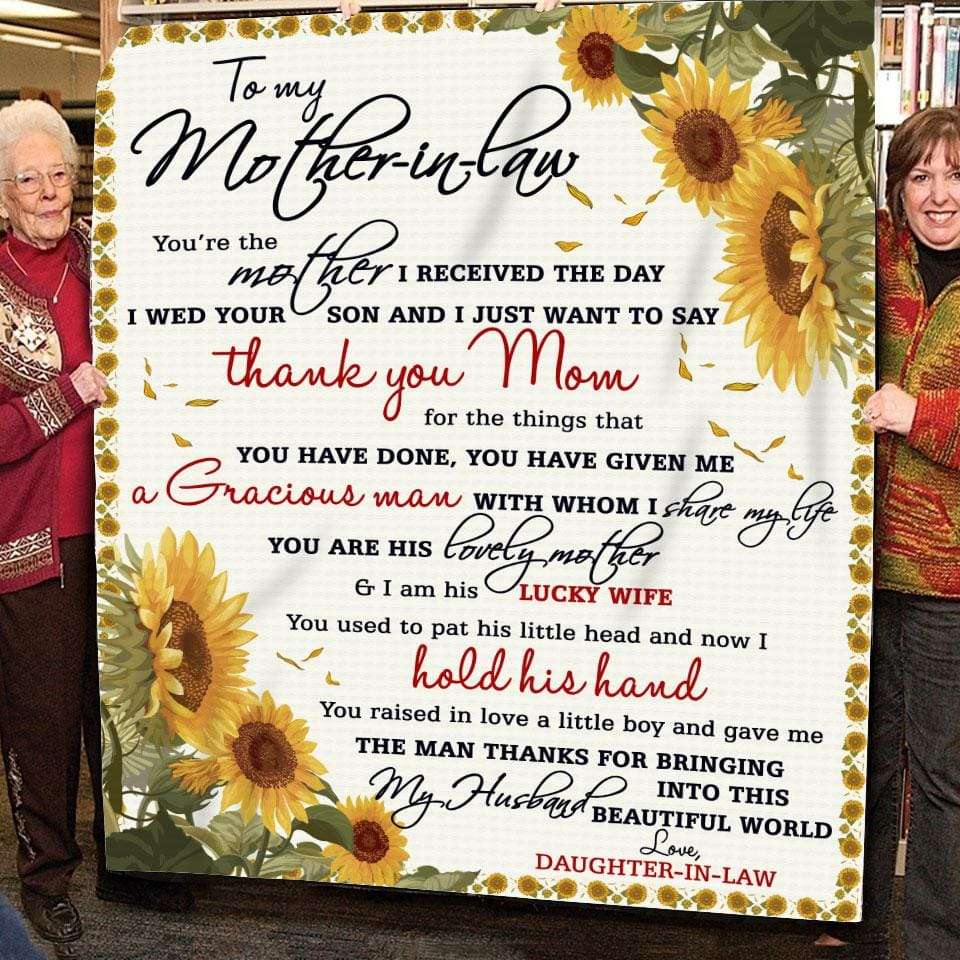 To my
Mother-in-law
You're the
mother I RECEIVED THE DAY
I WED YOUR SON AND I JUST WANT TO SAY
thank you Mom
for the things that
YOU HAVE DONE, YOU HAVE GIVEN ME
a Gracious man WITH WHOM I share my life
YOU ARE HIS lovely mother
& I am his LUCKY WIFE
You used to pat his little head and now I
hold his hand
You raised in love a little boy and gave me
THE MAN THANKS FOR BRINGING
My Husband INTO THIS
BEAUTIFUL WORLD
Love,
DAUGHTER-IN-LAW